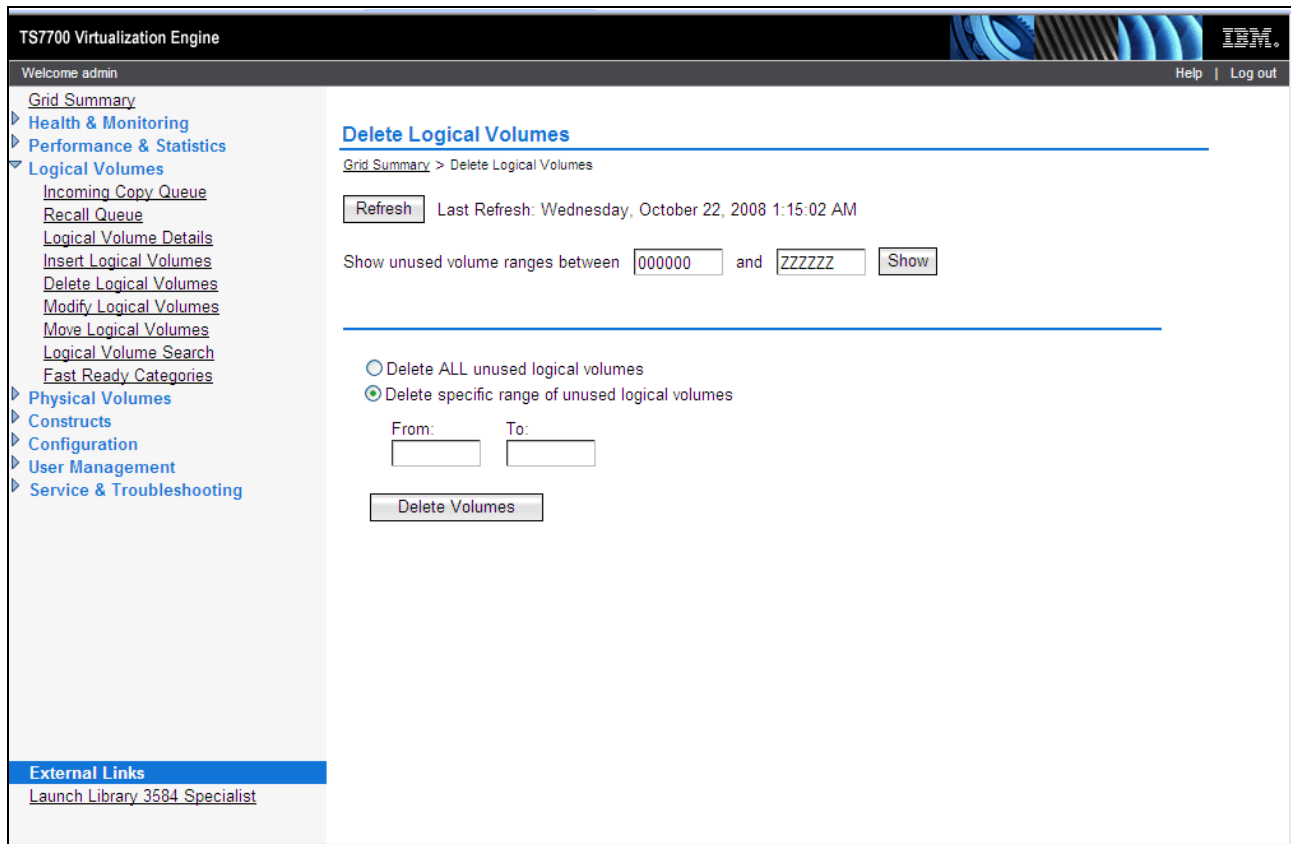 TS7700 Virtualization Engine
IBM.
Welcome admin
Help | Log out
Grid Summary
Health & Monitoring
Performance & Statistics
Logical Volumes
Incoming Copy Queue
Recall Queue
Logical Volume Details
Insert Logical Volumes
Delete Logical Volumes
Modify Logical Volumes
Move Logical Volumes
Logical Volume Search
Fast Ready Categories
Physical Volumes
Constructs
Configuration
User Management
Service & Troubleshooting
External Links
Launch Library 3584 Specialist
Delete Logical Volumes
Grid Summary > Delete Logical Volumes
Refresh Last Refresh: Wednesday, October 22, 2008 1:15:02 AM
Show unused volume ranges between 000000 and ZZZZZZ Show
Delete ALL unused logical volumes
Delete specific range of unused logical volumes
From: To:
Delete Volumes